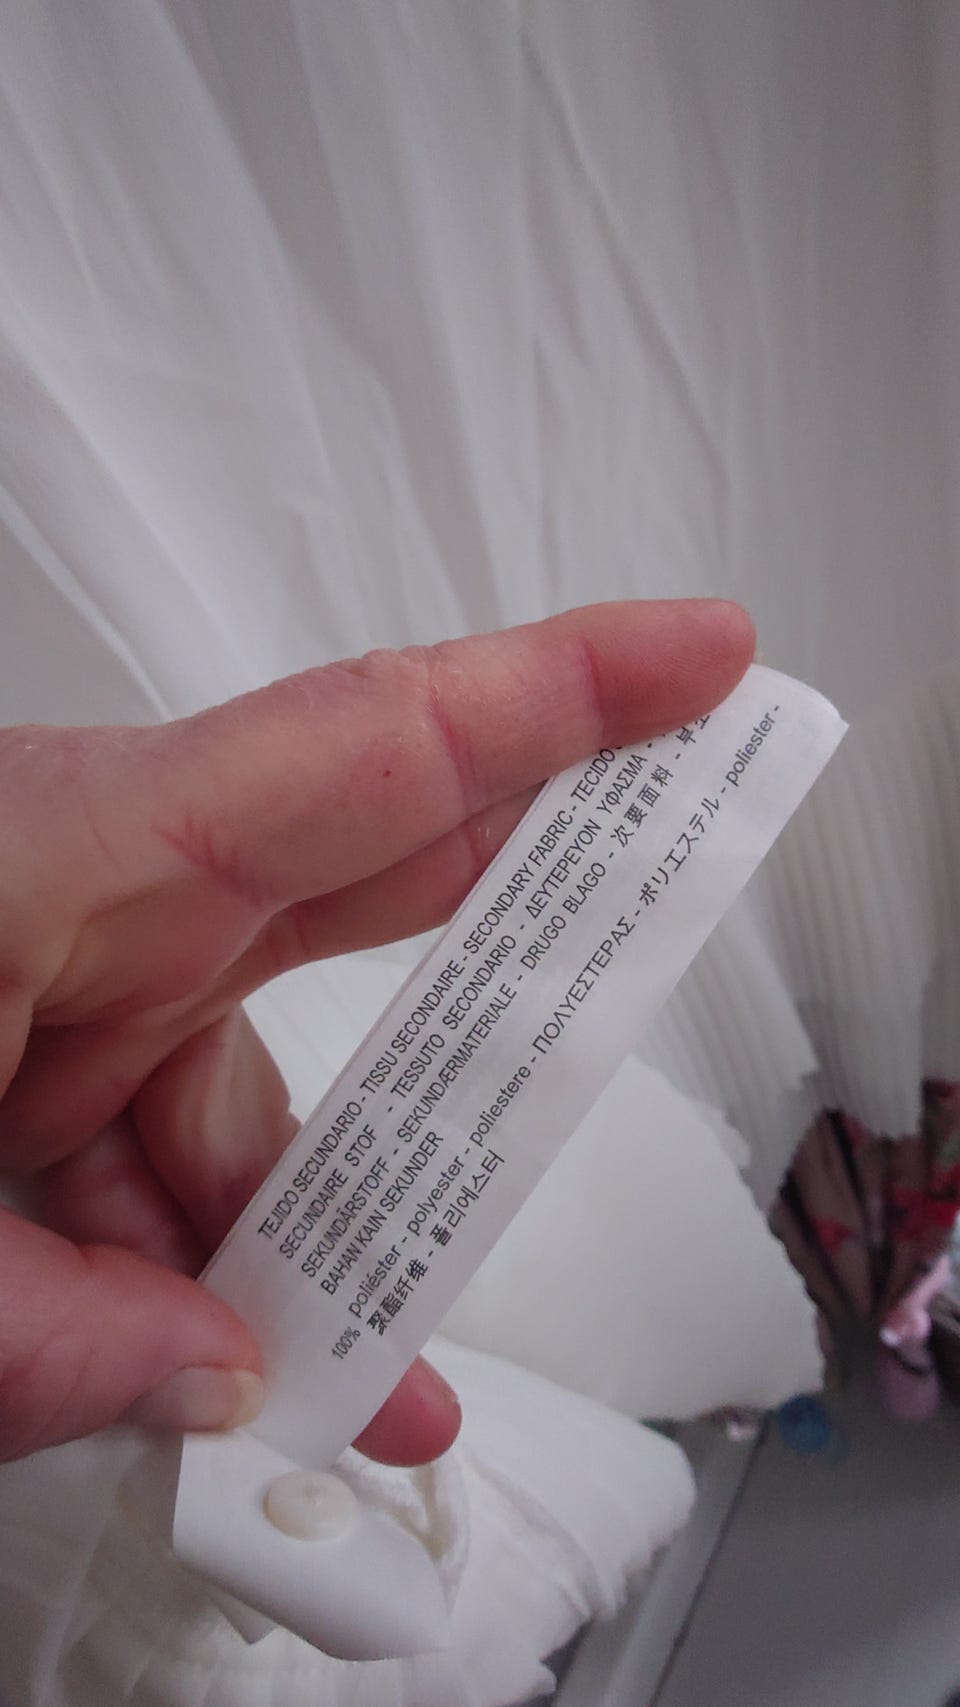 TEJIDO SECUNDARIO - TISSU SECONDAIRE - SECONDARY FABRIC - TECIDO
SECUNDAIRE STOF - TESSUTO SECONDARIO - ΔΕΥΤΕΡΕΥΟΝ ΥΦΑΣΜΑ -
SEKUNDÄRSTOFF - SEKUNDÆRMATERIALE - DRUGO BLAGO - 次要面料 - 부
BAHAN KAIN SEKUNDER
100% poliéster - polyester - poliestere - ΠΟΛΥΕΣΤΕΡΑΣ - ポリエステル - poliester -
聚酯纤维 - 폴리에스터